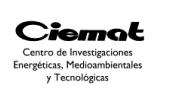 Ciemat
Centro de Investigaciones
Energéticas, Medioambientales
y Tecnológicas